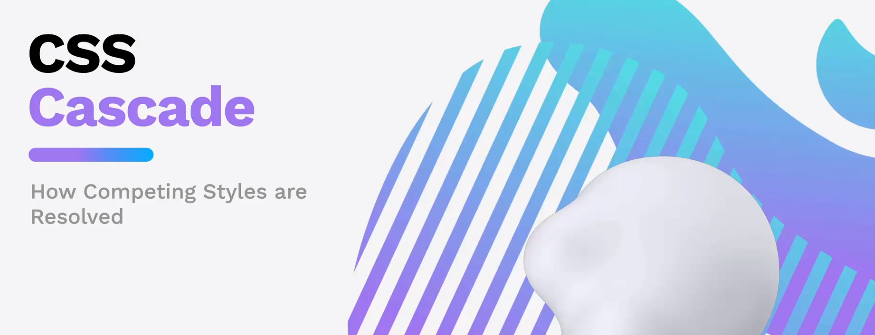 CSS
Cascade
How Competing Styles are
Resolved